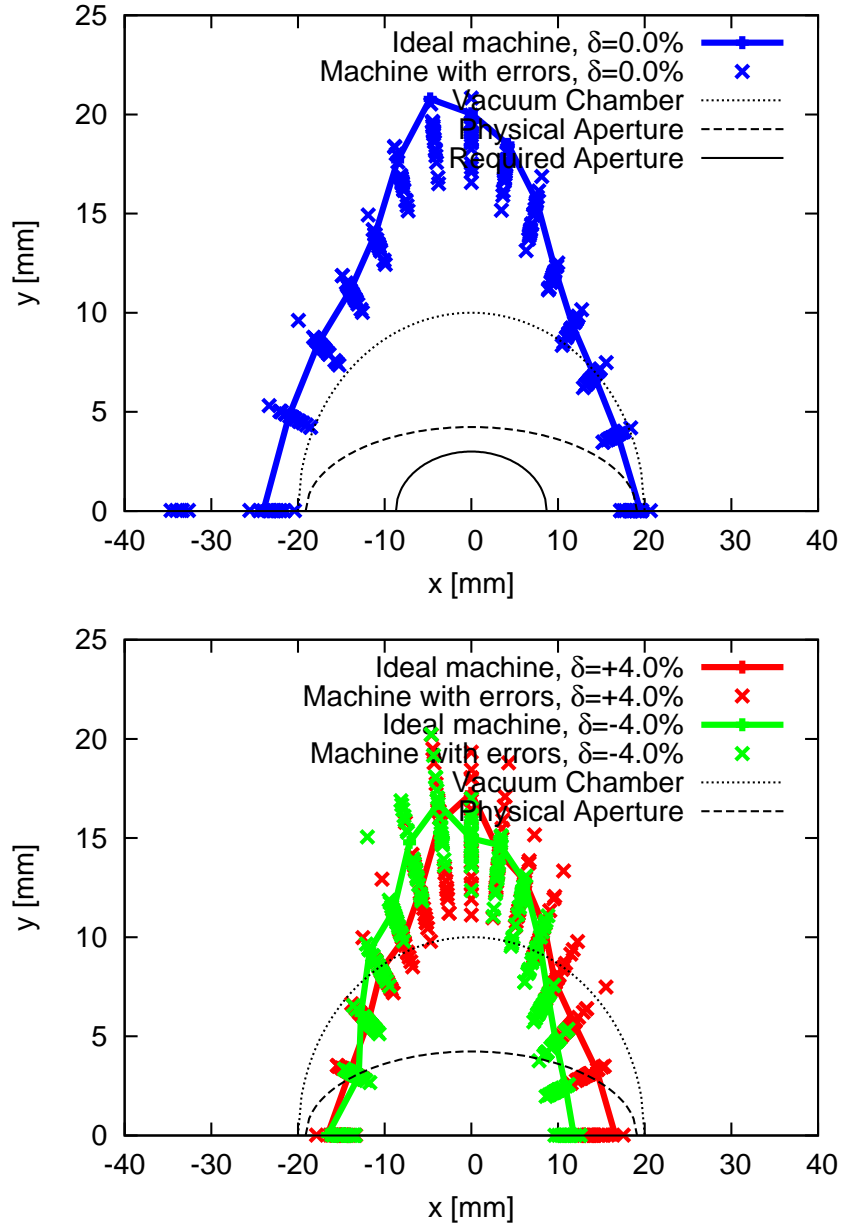 25
20
15
10
5
0
y [mm]
-40 -30 -20 -10 0 10 20 30 40
x [mm]
Ideal machine, δ=0.0%
Machine with errors, δ=0.0%
Vacuum Chamber
Physical Aperture
Required Aperture
25
20
15
10
5
0
y [mm]
-40 -30 -20 -10 0 10 20 30 40
x [mm]
Ideal machine, δ=+4.0%
Machine with errors, δ=+4.0%
Ideal machine, δ=-4.0%
Machine with errors, δ=-4.0%
Vacuum Chamber
Physical Aperture